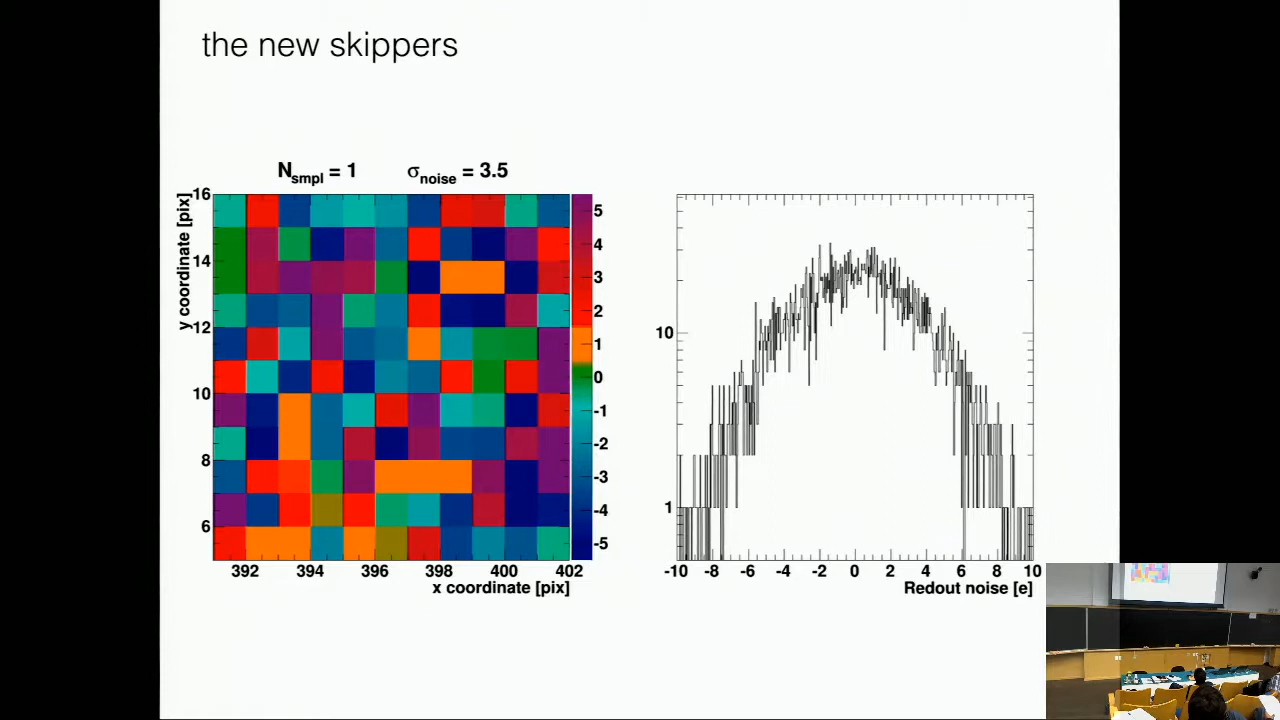 the new skippers
Nsmpl = 1 σnoise = 3.5
y coordinate [pix]
16
14
12
10
8
6
392 394 396 398 400 402
x coordinate [pix]
5
4
3
2
1
0
-1
-2
-3
-4
-5
10
1
-10 -8 -6 -4 -2 0 2 4 6 8 10
Redout noise [e]